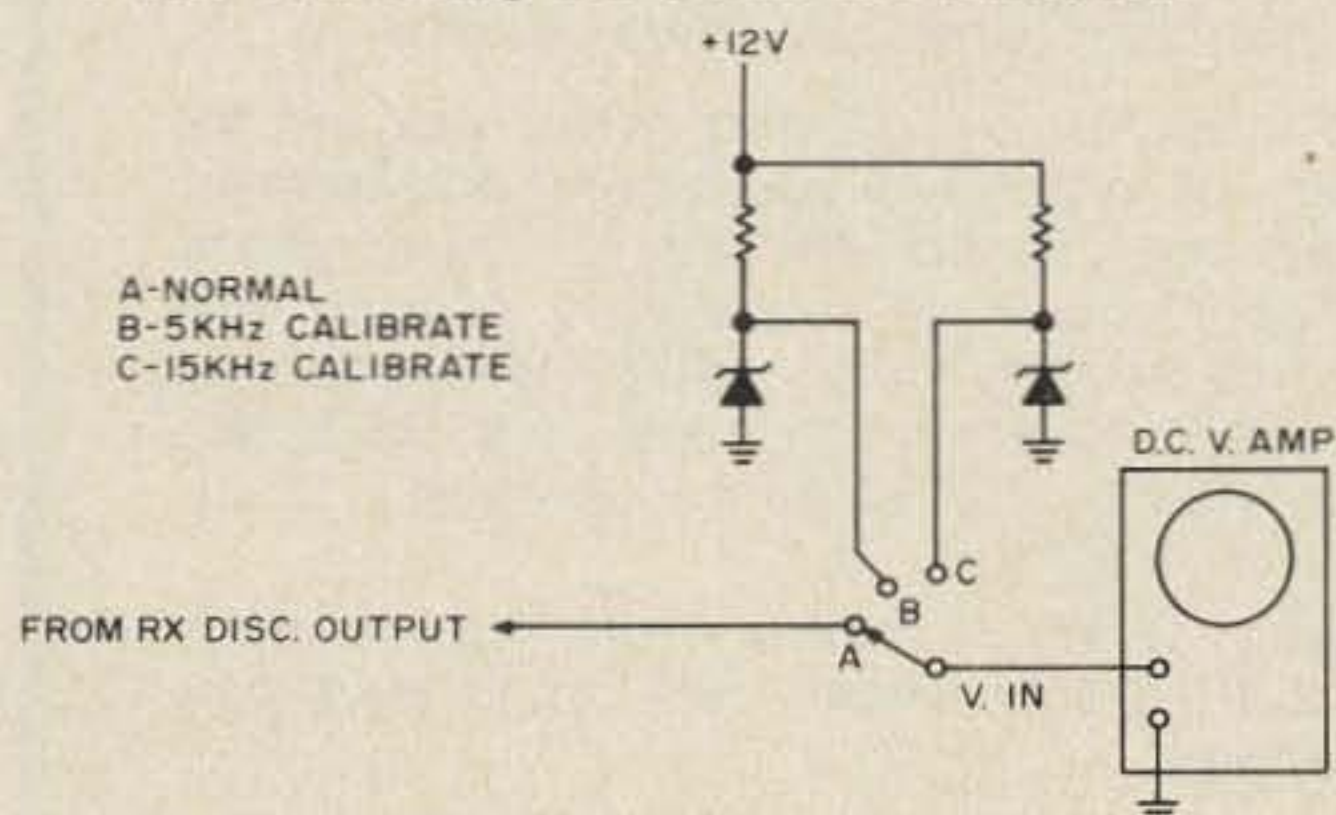 +12V
A-NORMAL
B-5KHz CALIBRATE
C-15KHz CALIBRATE
D.C. V. AMP
C
B
FROM RX DISC. OUTPUT
A
V. IN